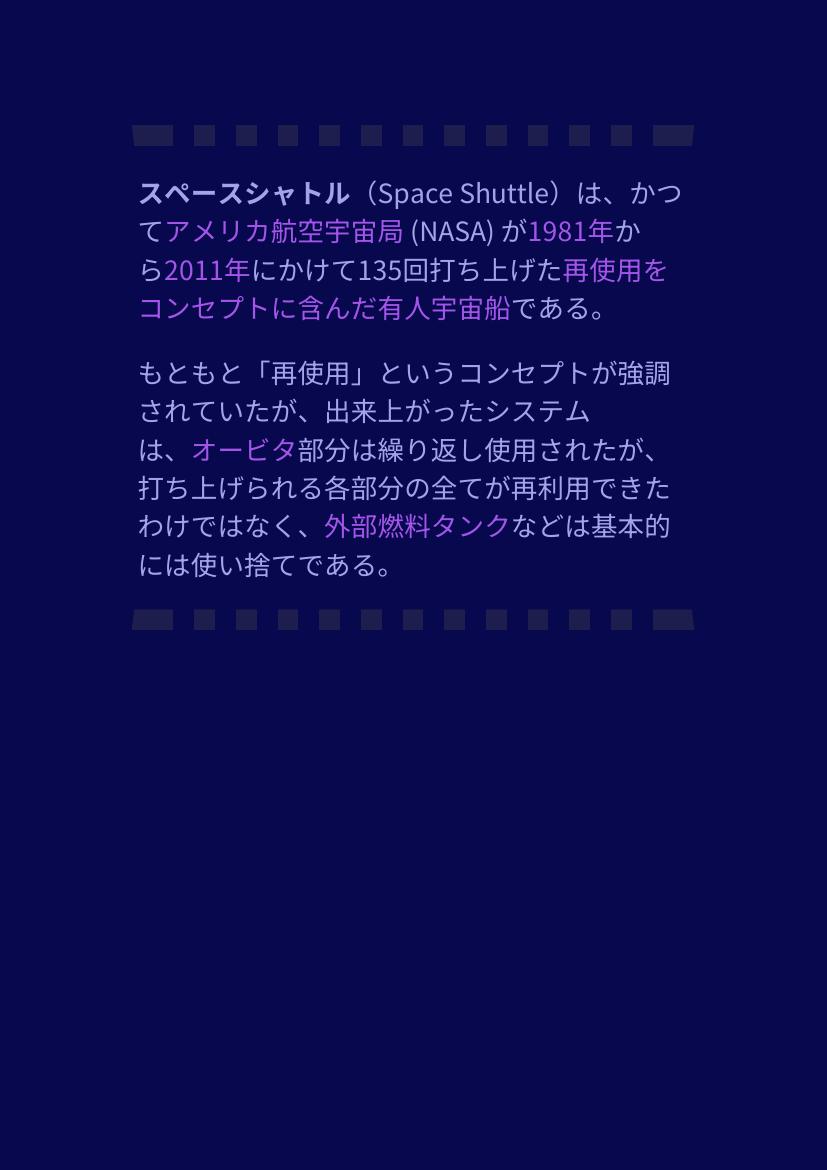 スペースシャトル（Space Shuttle）は、かつ
てアメリカ航空宇宙局 (NASA) が1981年か
ら2011年にかけて135回打ち上げた再使用を
コンセプトに含んだ有人宇宙船である。
もともと「再使用」というコンセプトが強調
されていたが、出来上がったシステム
は、オービタ部分は繰り返し使用されたが、
打ち上げられる各部分の全てが再利用できた
わけではなく、外部燃料タンクなどは基本的
には使い捨てである。